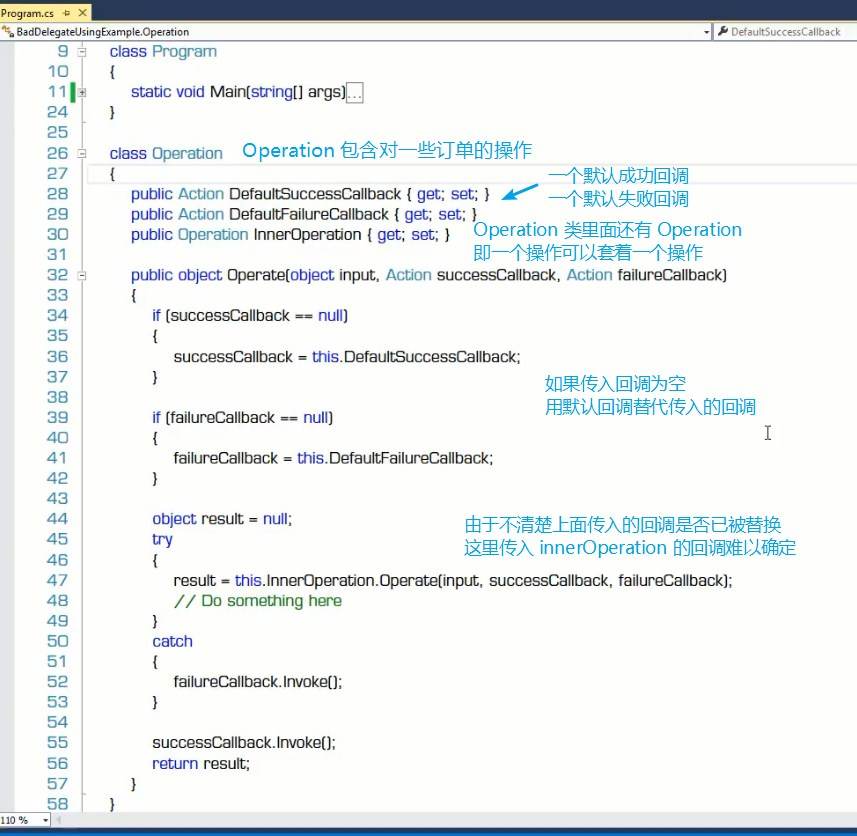 Program.cs
BadDelegateUsingExample.Operation
DefaultSuccessCallback
9 class Program
10 {
11 static void Main(string[] args)...
24 }
25
26 class Operation Operation 包含对一些订单的操作
27 { 一个默认成功回调
28 public Action DefaultSuccessCallback { get; set; }
一个默认失败回调
29 public Action DefaultFailureCallback { get; set; }
30 public Operation InnerOperation { get; set; } Operation 类里面还有 Operation
31 即一个操作可以套着一个操作
32 public object Operate(object input, Action successCallback, Action failureCallback)
33 {
34 if (successCallback == null)
35 {
36 successCallback = this.DefaultSuccessCallback;
37 }
如果传入回调为空
38
用默认回调替代传入的回调
39 if (failureCallback == null)
40 {
41 failureCallback = this.DefaultFailureCallback;
42 }
43
44 object result = null; 由于不清楚上面传入的回调是否已被替换
45 try 这里传入 innerOperation 的回调难以确定
46 {
47 result = this.InnerOperation.Operate(input, successCallback, failureCallback);
48 // Do something here
49 }
50 catch
51 {
52 failureCallback.Invoke();
53 }
54
55 successCallback.Invoke();
56 return result;
57 }
58 }
110 %